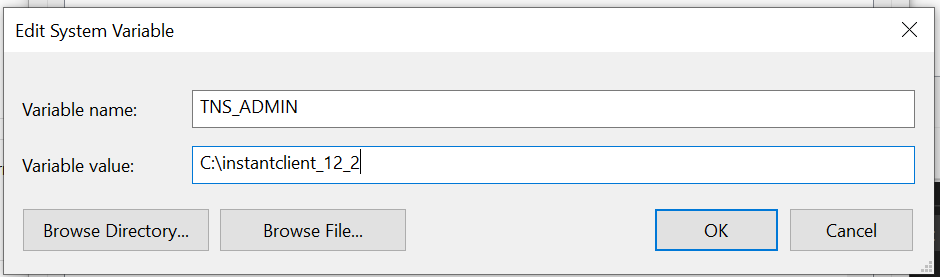 Edit System Variable
Variable name: TNS_ADMIN
Variable value: C:\instantclient_12_2
Browse Directory... Browse File... OK Cancel